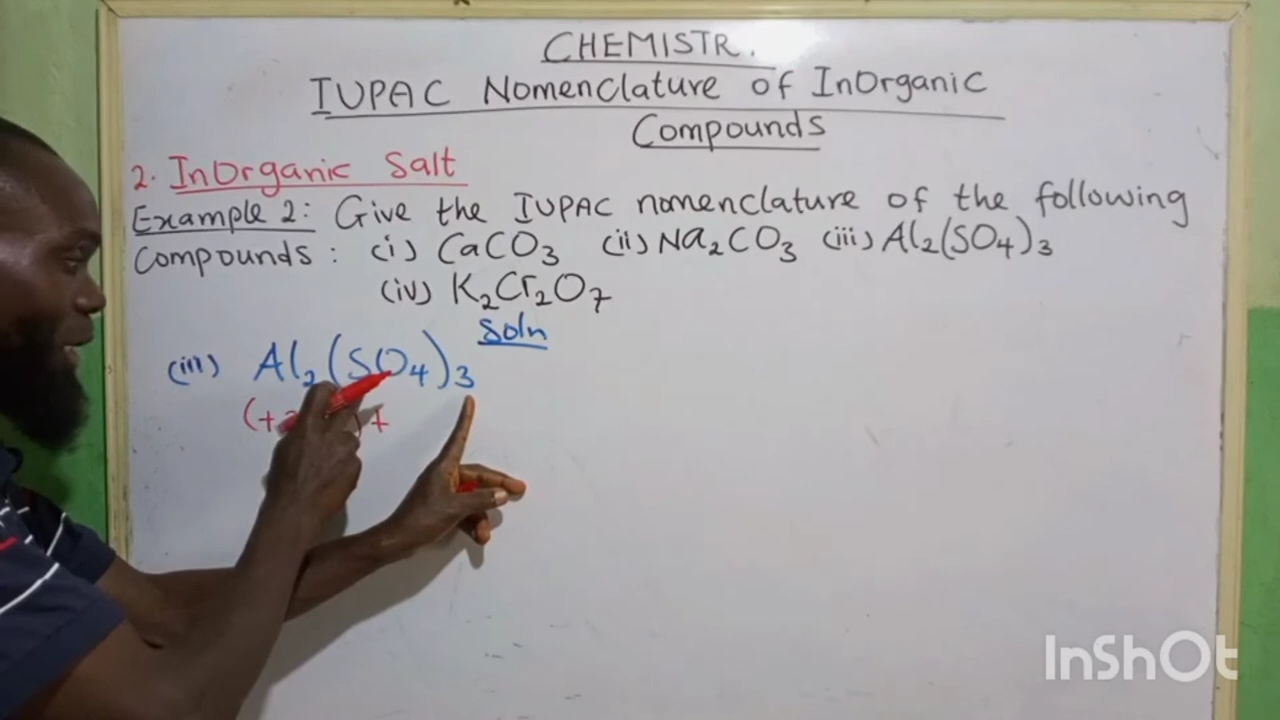 CHEMISTR.
IUPAC Nomenclature of InOrganic
Compounds
2. InOrganic Salt
Example 2: Give the IUPAC nomenclature of the following
Compounds: (i) CaCO₃ (ii) Na₂CO₃ (iii) Al₂(SO₄)₃
(iv) K₂Cr₂O₇
Soln
(iii) Al₂(SO₄)₃
(+ ) +
InShOt